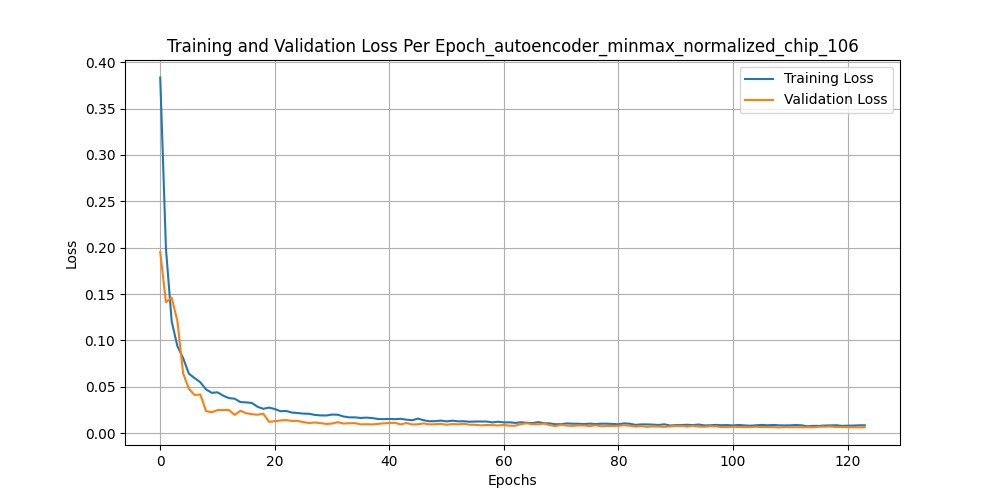 Training and Validation Loss Per Epoch_autoencoder_minmax_normalized_chip_106
Training Loss
Validation Loss
0.40
0.35
0.30
0.25
0.20
0.15
0.10
0.05
0.00
Loss
0 20 40 60 80 100 120
Epochs